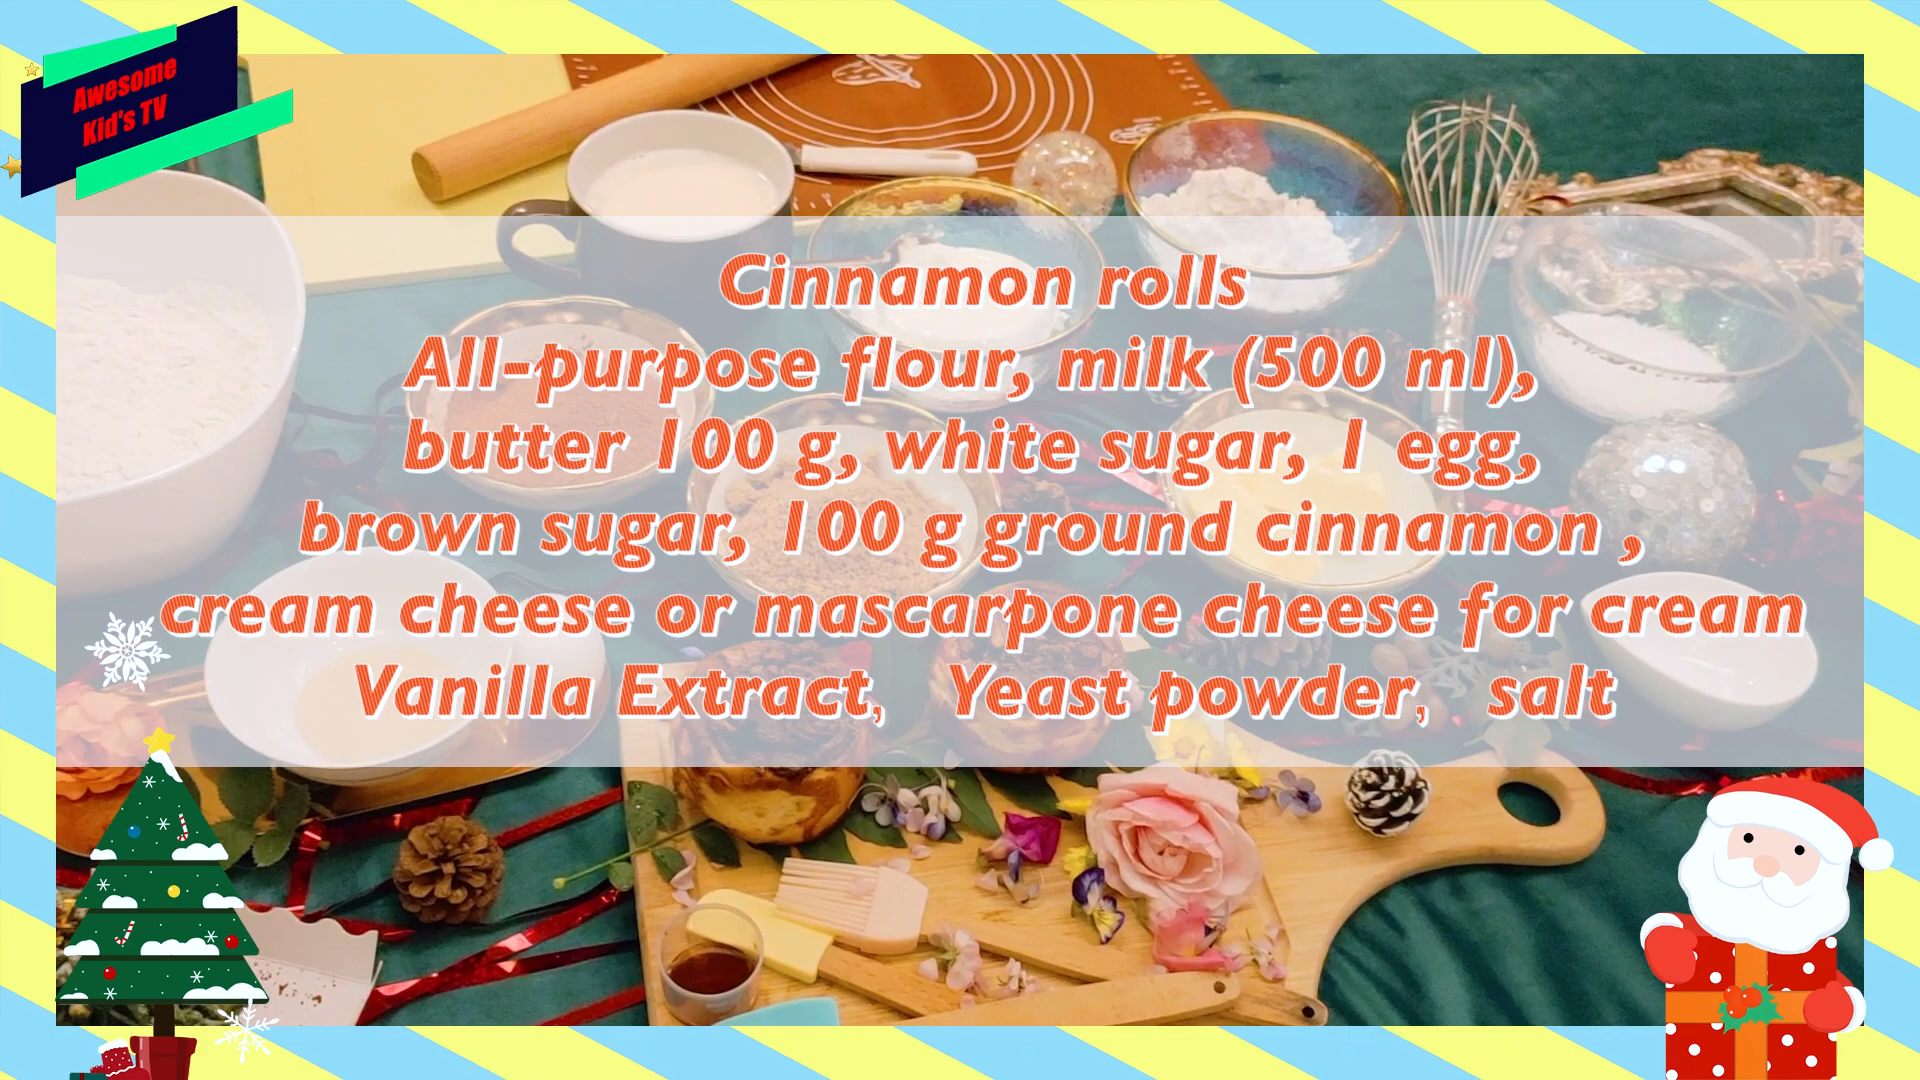 Awesome
Kid's TV
Cinnamon rolls
All-purpose flour, milk (500 ml),
butter 100 g, white sugar, 1 egg,
brown sugar, 100 g ground cinnamon ,
cream cheese or mascarpone cheese for cream
Vanilla Extract, Yeast powder, salt